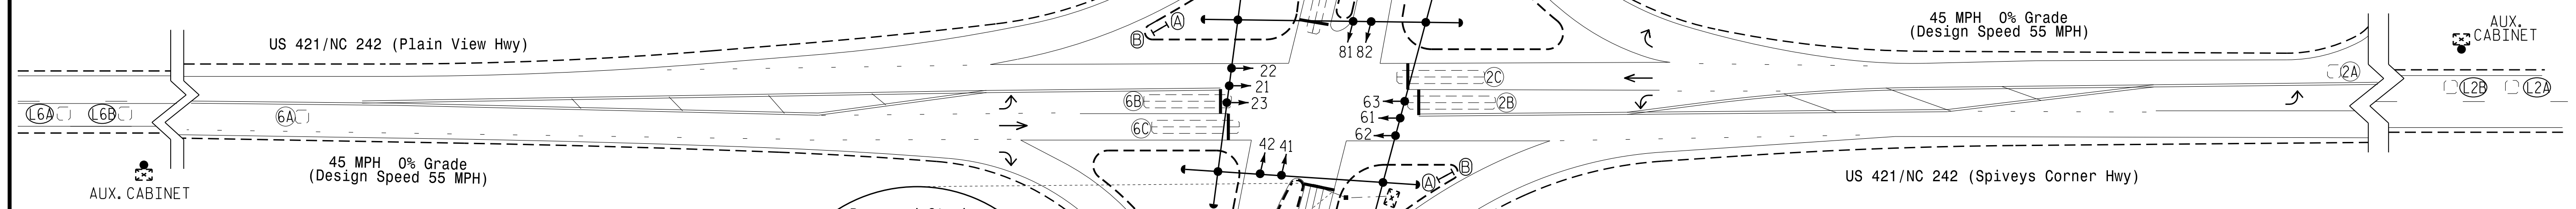 US 421/NC 242 (Plain View Hwy)
A
B
81 82
45 MPH 0% Grade
(Design Speed 55 MPH)
AUX.
CABINET
22
21
23
2C
2B
2A
L6A
L6B
6A
6B
6C
63
61
62
L2B
L2A
42 41
45 MPH 0% Grade
(Design Speed 55 MPH)
AUX. CABINET
A
B
US 421/NC 242 (Spiveys Corner Hwy)